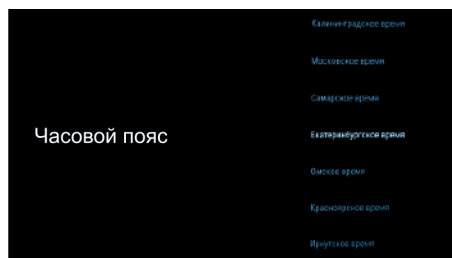 Калининградское время
Московское время
Самарское время
Часовой пояс
Екатеринбургское время
Омское время
Красноярское время
Иркутское время